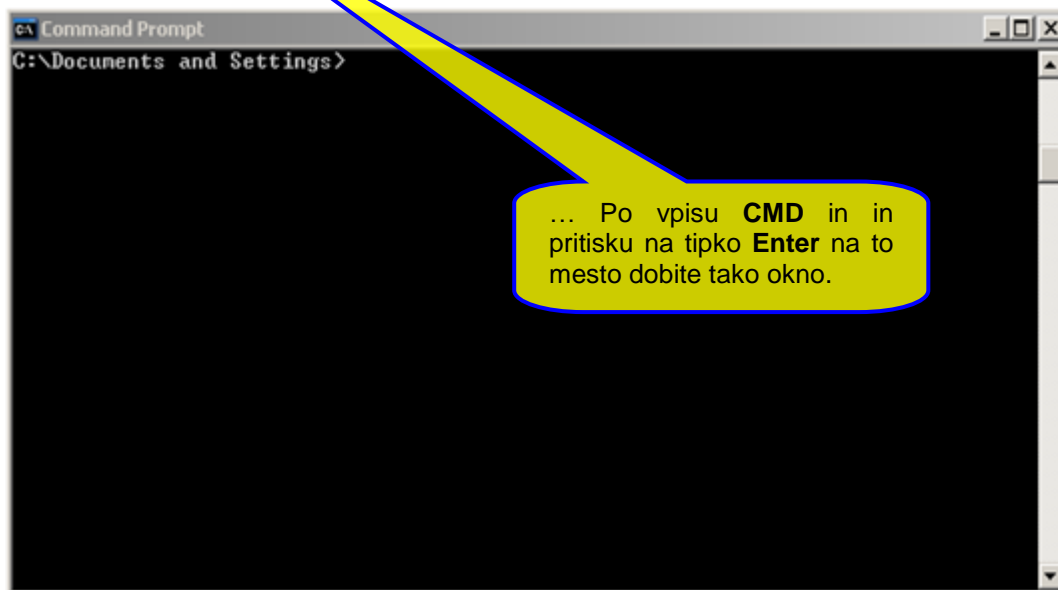 Command Prompt
C:\Documents and Settings>
… Po vpisu CMD in in
pritisku na tipko Enter na to
mesto dobite tako okno.